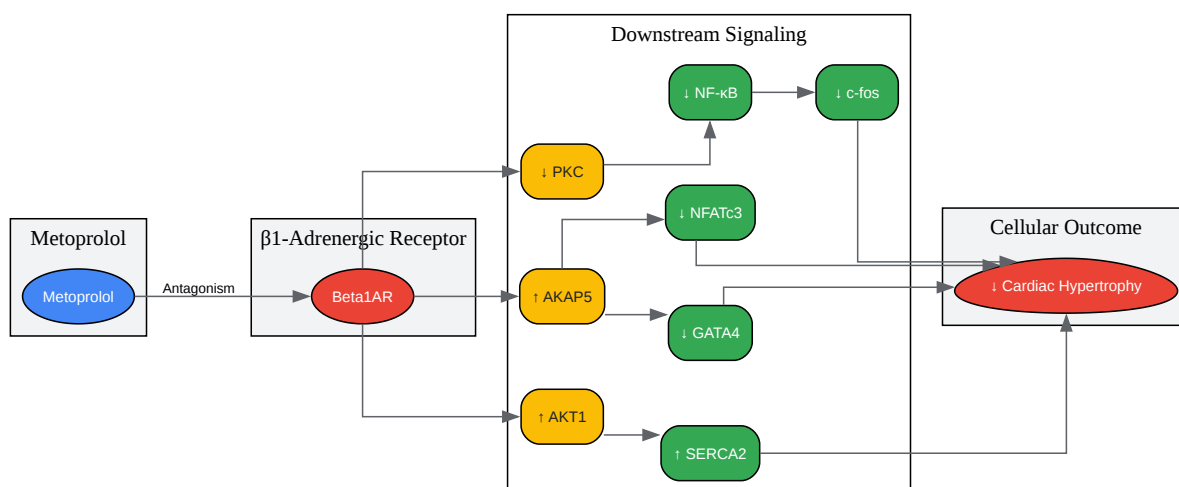 Downstream Signaling
↓ NF-κB
↓ c-fos
↓ PKC
↓ NFATc3
Metoprolol
β1-Adrenergic Receptor
Cellular Outcome
Metoprolol
Antagonism
Beta1AR
↑ AKAP5
↓ Cardiac Hypertrophy
↓ GATA4
↑ AKT1
↑ SERCA2